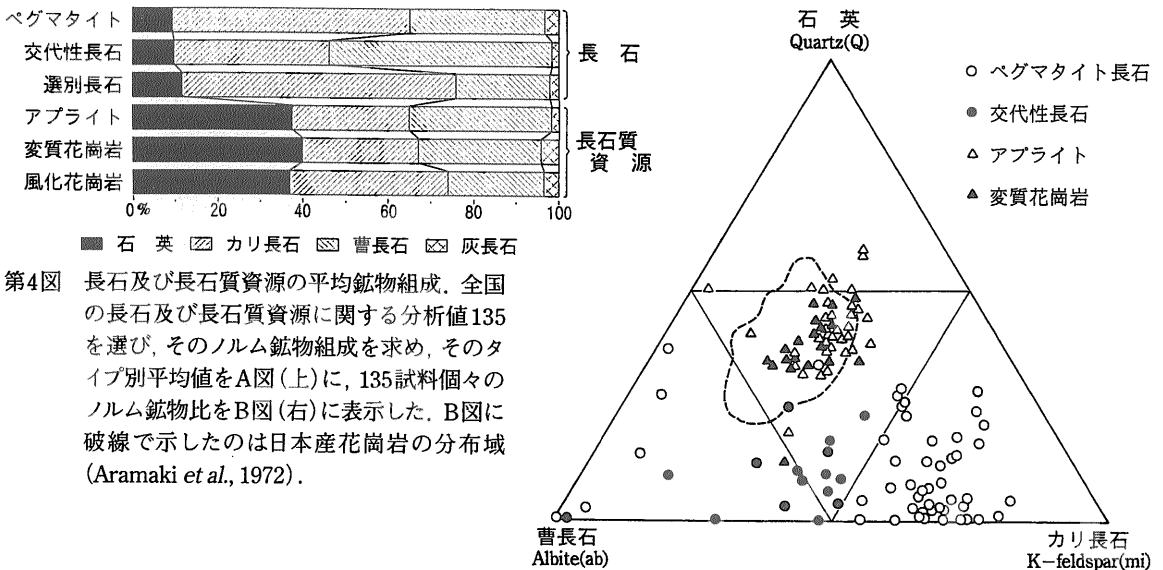 ペグマタイト
交代性長石
選別長石
長石
アプライト
変質花崗岩
風化花崗岩
長石質
資源
0% 20 40 60 80 100
石英 カリ長石 曹長石 灰長石
第4図 長石及び長石質資源の平均鉱物組成．全国
の長石及び長石質資源に関する分析値135
を選び，そのノルム鉱物組成を求め，そのタ
イプ別平均値をA図(上)に，135試料個々の
ノルム鉱物比をB図(右)に表示した．B図に
破線で示したのは日本産花崗岩の分布域
(Aramaki et al., 1972)．
石英
Quartz(Q)
ペグマタイト長石
交代性長石
アプライト
変質花崗岩
曹長石
Albite(ab)
カリ長石
K-feldspar(mi)